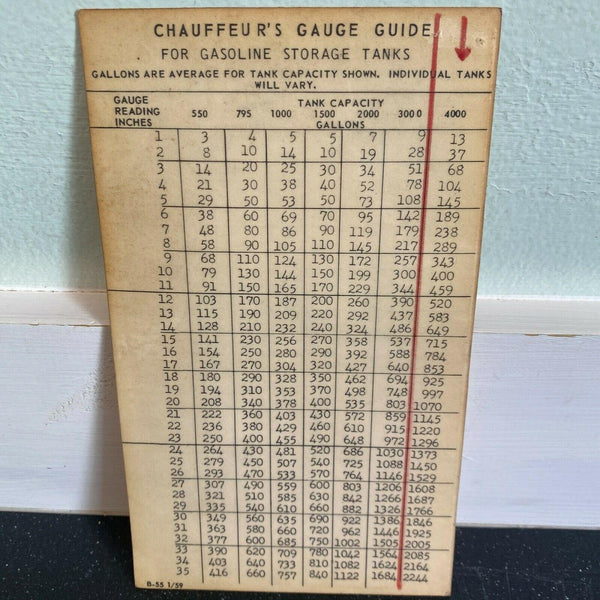 CHAUFFEUR'S GAUGE GUIDE
FOR GASOLINE STORAGE TANKS
GALLONS ARE AVERAGE FOR TANK CAPACITY SHOWN. INDIVIDUAL TANKS
WILL VARY.
GAUGE READING INCHES
TANK CAPACITY
550 795 1000 1500 2000 3000 4000
GALLONS
1 3 4 5 5 7 9 13
2 8 10 14 10 19 28 37
3 14 20 25 30 34 51 68
4 21 30 38 40 52 78 104
5 29 50 53 50 73 108 145
6 38 60 69 70 95 142 189
7 48 80 86 90 119 179 238
8 58 90 105 110 145 217 289
9 68 110 124 130 172 257 343
10 79 130 144 150 199 300 400
11 91 150 165 170 229 344 459
12 103 170 187 200 260 390 520
13 115 190 209 220 292 437 583
14 128 210 232 240 324 486 649
15 141 230 256 270 358 537 715
16 154 250 280 290 392 588 784
17 167 270 304 320 427 640 853
18 180 290 328 350 462 694 925
19 194 310 353 370 498 748 997
20 208 340 378 400 535 803 1070
21 222 360 403 430 572 859 1145
22 236 380 429 460 610 915 1220
23 250 400 455 490 648 972 1296
24 264 430 481 520 686 1030 1373
25 279 450 507 540 725 1088 1450
26 293 470 533 570 764 1146 1529
27 307 490 559 600 803 1206 1608
28 321 510 585 630 842 1266 1687
29 335 540 610 660 882 1326 1766
30 349 560 635 690 922 1386 1846
31 363 580 660 720 962 1446 1925
32 377 600 685 750 1002 1505 2005
33 390 620 709 780 1042 1564 2085
34 403 640 733 810 1082 1624 2164
35 416 660 757 840 1122 1684 2244
B-55 1/59